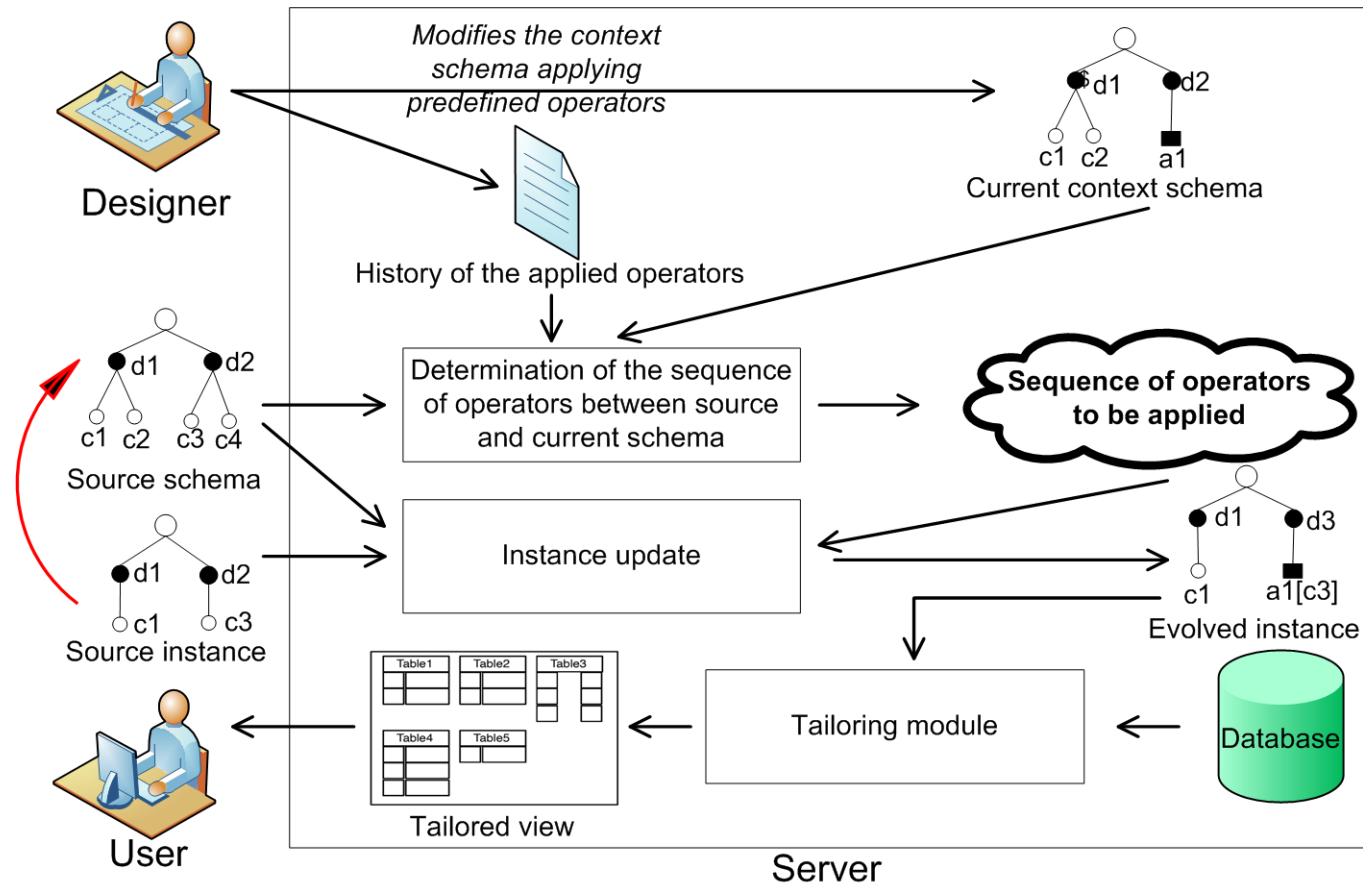 Modifies the context
schema applying
predefined operators
$ d1 d2
c1 c2 a1
Current context schema
Designer
History of the applied operators
d1 d2
c1 c2 c3 c4
Source schema
Determination of the sequence
of operators between source
and current schema
Sequence of operators
to be applied
d1 d2
c1 c3
Source instance
Instance update
d1 d3
c1 a1[c3]
Evolved instance
Table1 Table2 Table3
Table4 Table5
Tailored view
Tailoring module
Database
User
Server